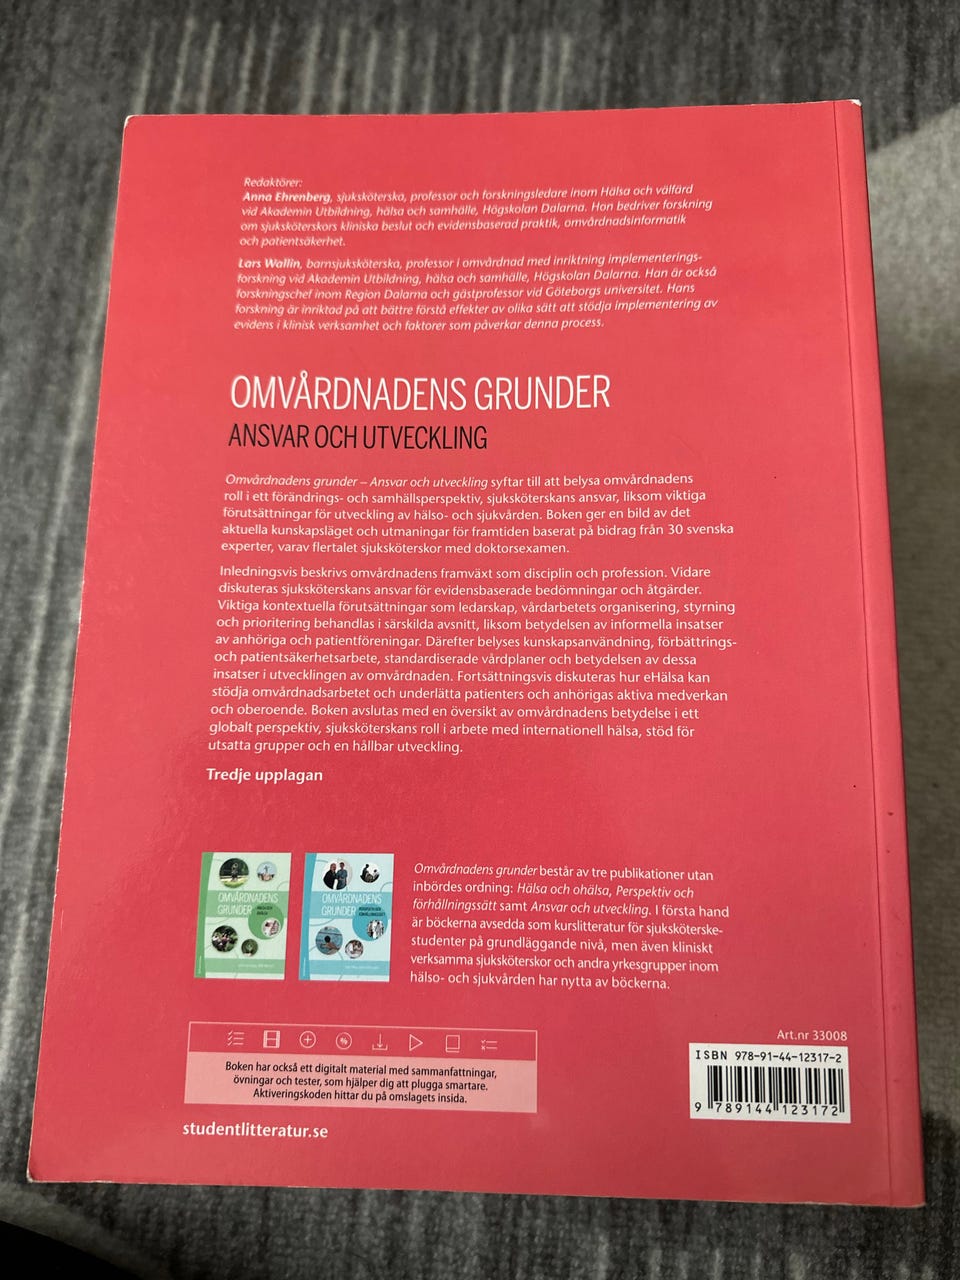 Redaktörer:
Anna Ehrenberg, sjuksköterska, professor och forskningsledare inom Hälsa och välfärd
vid Akademin Utbildning, hälsa och samhälle, Högskolan Dalarna. Hon bedriver forskning
om sjuksköterskors kliniska beslut och evidensbaserad praktik, omvårdnadsinformatik
och patientsäkerhet.
Lars Wallin, barnsjuksköterska, professor i omvårdnad med inriktning implementerings-
forskning vid Akademin Utbildning, hälsa och samhälle, Högskolan Dalarna. Han är också
forskningschef inom Region Dalarna och gästprofessor vid Göteborgs universitet. Hans
forskning är inriktad på att bättre förstå effekter av olika sätt att stödja implementering av
evidens i klinisk verksamhet och faktorer som påverkar denna process.
OMVÅRDNADENS GRUNDER
ANSVAR OCH UTVECKLING
Omvårdnadens grunder – Ansvar och utveckling syftar till att belysa omvårdnadens
roll i ett förändrings- och samhällsperspektiv, sjuksköterskans ansvar, liksom viktiga
förutsättningar för utveckling av hälso- och sjukvården. Boken ger en bild av det
aktuella kunskapsläget och utmaningar för framtiden baserat på bidrag från 30 svenska
experter, varav flertalet sjuksköterskor med doktorsexamen.
Inledningsvis beskrivs omvårdnadens framväxt som disciplin och profession. Vidare
diskuteras sjuksköterskans ansvar för evidensbaserade bedömningar och åtgärder.
Viktiga kontextuella förutsättningar som ledarskap, vårdarbetets organisering, styrning
och prioritering behandlas i särskilda avsnitt, liksom betydelsen av informella insatser
av anhöriga och patientföreningar. Därefter belyses kunskapsanvändning, förbättrings-
och patientsäkerhetsarbete, standardiserade vårdplaner och betydelsen av dessa
insatser i utvecklingen av omvårdnaden. Fortsättningsvis diskuteras hur eHälsa kan
stödja omvårdnadsarbetet och underlätta patienters och anhörigas aktiva medverkan
och oberoende. Boken avslutas med en översikt av omvårdnadens betydelse i ett
globalt perspektiv, sjuksköterskans roll i arbete med internationell hälsa, stöd för
utsatta grupper och en hållbar utveckling.
Tredje upplagan
OMVÅRDNADENS
GRUNDER
HÄLSA OCH
OHÄLSA
OMVÅRDNADENS
GRUNDER
PERSPEKTIV OCH
FÖRHÅLLNINGSSÄTT
Omvårdnadens grunder består av tre publikationer utan
inbördes ordning: Hälsa och ohälsa, Perspektiv och
förhållningssätt samt Ansvar och utveckling. I första hand
är böckerna avsedda som kurslitteratur för sjuksköterske-
studenter på grundläggande nivå, men även kliniskt
verksamma sjuksköterskor och andra yrkesgrupper inom
hälso- och sjukvården har nytta av böckerna.
%
Boken har också ett digitalt material med sammanfattningar,
övningar och tester, som hjälper dig att plugga smartare.
Aktiveringskoden hittar du på omslagets insida.
studentlitteratur.se
Art.nr 33008
ISBN 978-91-44-12317-2
9 789144 123172